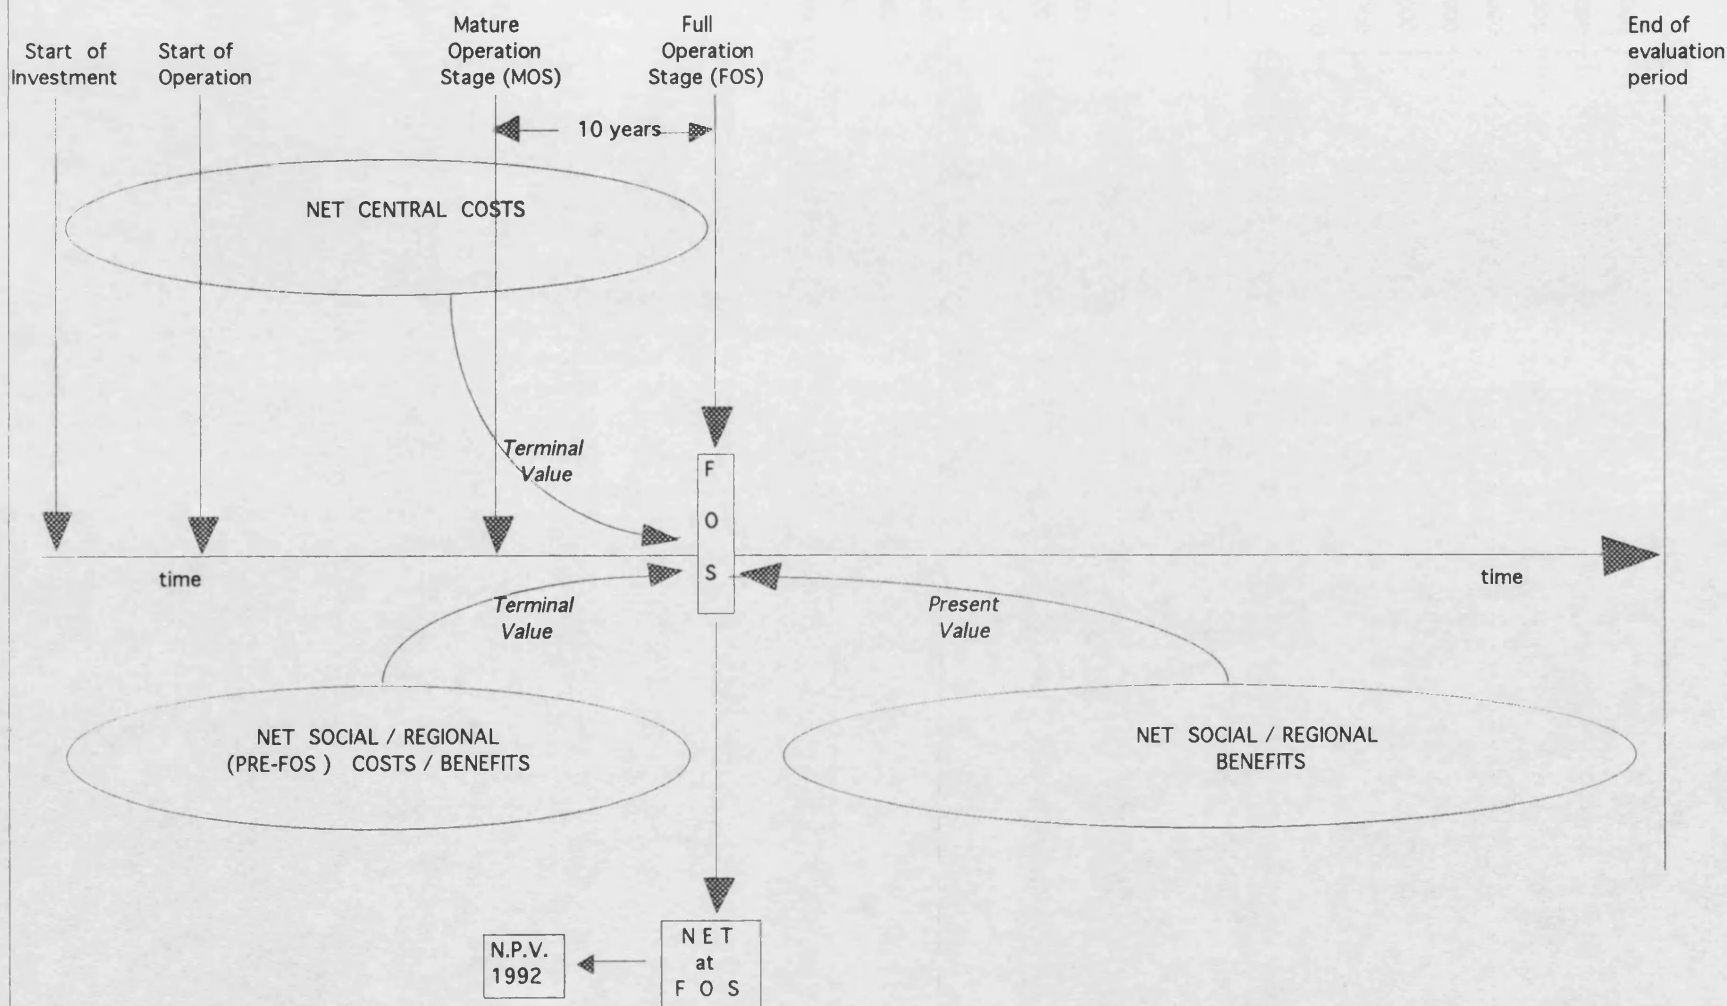 Start of
Investment
Start of
Operation
Mature
Operation
Stage (MOS)
Full
Operation
Stage (FOS)
End of
evaluation
period
10 years
NET CENTRAL COSTS
Terminal
Value
F
O
S
time
time
Terminal
Value
Present
Value
NET SOCIAL / REGIONAL
(PRE-FOS ) COSTS / BENEFITS
NET SOCIAL / REGIONAL
BENEFITS
N.P.V.
1992
N E T
at
F O S